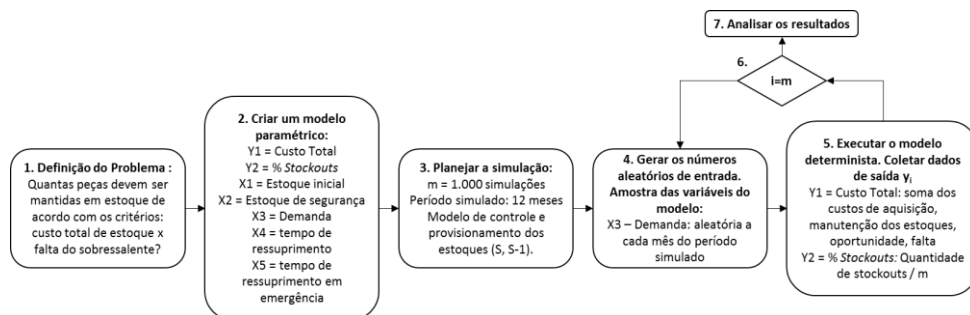 1. Definição do Problema :
Quantas peças devem ser
mantidas em estoque de
acordo com os critérios:
custo total de estoque x
falta do sobressalente?
2. Criar um modelo
paramétrico:
Y1 = Custo Total
Y2 = % Stockouts
X1 = Estoque inicial
X2 = Estoque de segurança
X3 = Demanda
X4 = tempo de
ressuprimento
X5 = tempo de
ressuprimento em
emergência
3. Planejar a simulação:
m = 1.000 simulações
Período simulado: 12 meses
Modelo de controle e
provisionamento dos
estoques (S, S-1).
4. Gerar os números
aleatórios de entrada.
Amostra das variáveis do
modelo:
X3 – Demanda: aleatória a
cada mês do período
simulado
5. Executar o modelo
determinista. Coletar dados
de saída yi
Y1 = Custo Total: soma dos
custos de aquisição,
manutenção dos estoques,
oportunidade, falta
Y2 = % Stockouts: Quantidade
de stockouts / m
6.
i=m
7. Analisar os resultados